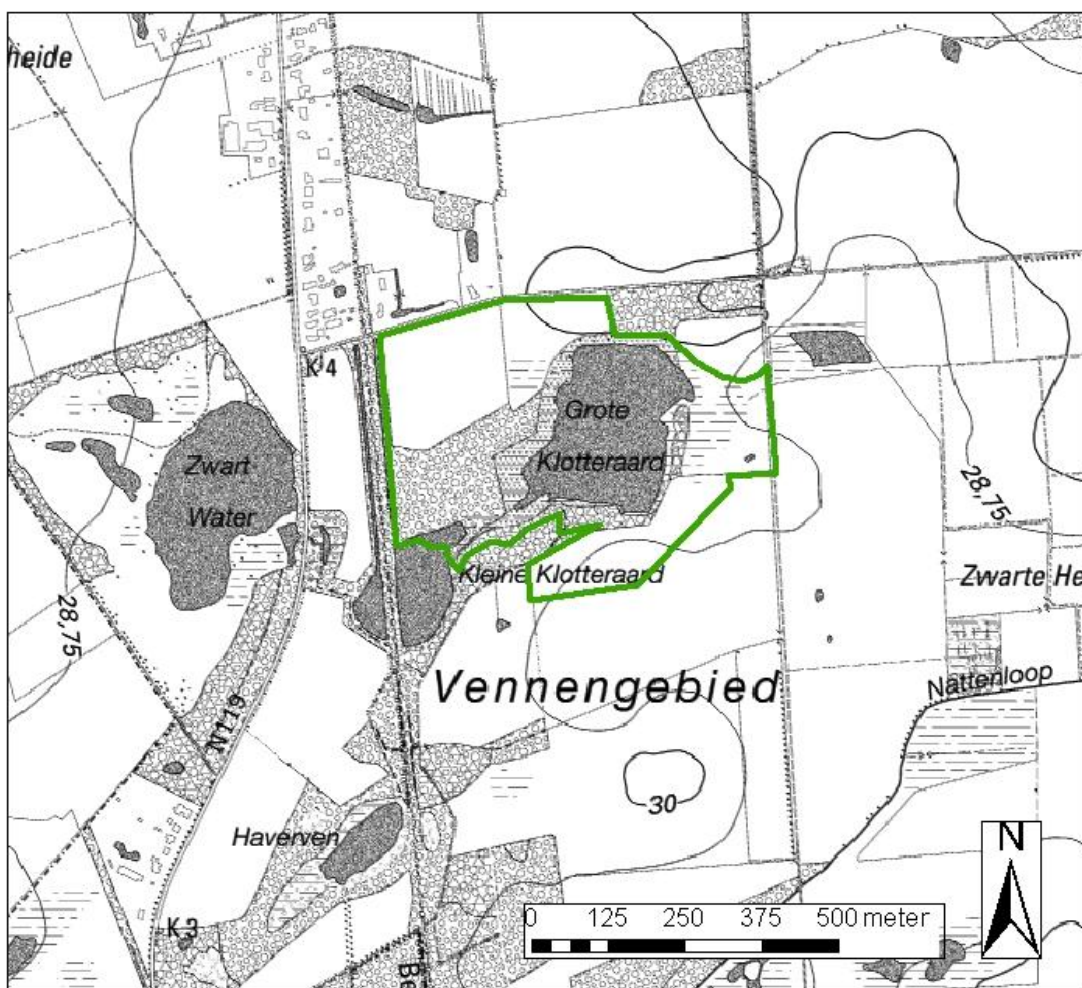 heide
K 4
Grote
Klotteraard
Zwart
Water
28,75
28,75
Kleine Klotteraard
Zwarte He
Vennengebied
Nattenloop
N119
30
Haverven
K 3
Be
N
0 125 250 375 500 meter